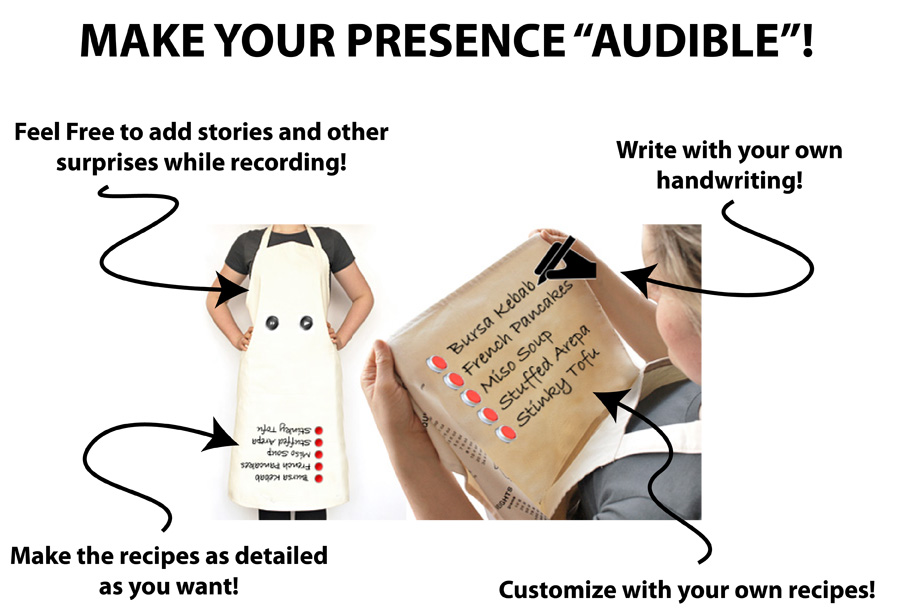 MAKE YOUR PRESENCE “AUDIBLE”!
Feel Free to add stories and other
surprises while recording!
Write with your own
handwriting!
Bursa Kebab
French Pancakes
Miso Soup
Stuffed Arepa
Stinky Tofu
Bursa Kebab
French Pancakes
Miso Soup
Stuffed Arepa
Stinky Tofu
RIGHTS
Make the recipes as detailed
as you want!
Customize with your own recipes!